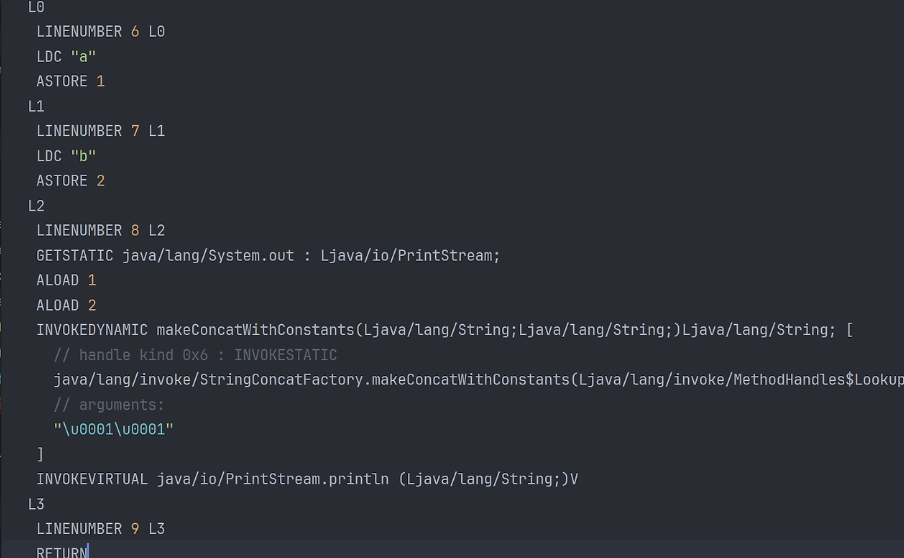 L0
LINENUMBER 6 L0
LDC "a"
ASTORE 1
L1
LINENUMBER 7 L1
LDC "b"
ASTORE 2
L2
LINENUMBER 8 L2
GETSTATIC java/lang/System.out : Ljava/io/PrintStream;
ALOAD 1
ALOAD 2
INVOKEDYNAMIC makeConcatWithConstants(Ljava/lang/String;Ljava/lang/String;)Ljava/lang/String; [
// handle kind 0x6 : INVOKESTATIC
java/lang/invoke/StringConcatFactory.makeConcatWithConstants(Ljava/lang/invoke/MethodHandles$Lookup
// arguments:
"\u0001\u0001"
]
INVOKEVIRTUAL java/io/PrintStream.println (Ljava/lang/String;)V
L3
LINENUMBER 9 L3
RETURN